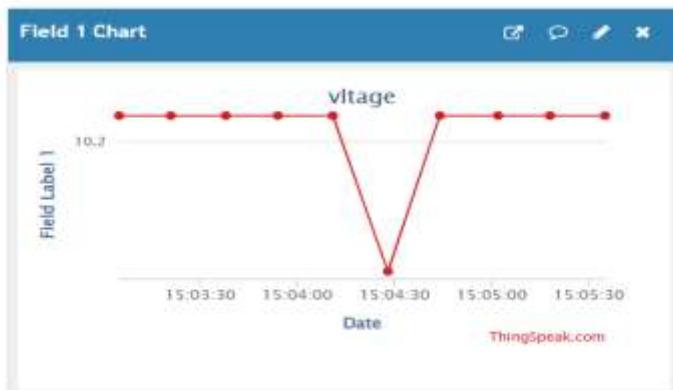 Field 1 Chart
vltage
10.2
Field Label 1
15:03:30 15:04:00 15:04:30 15:05:00 15:05:30
Date
ThingSpeak.com